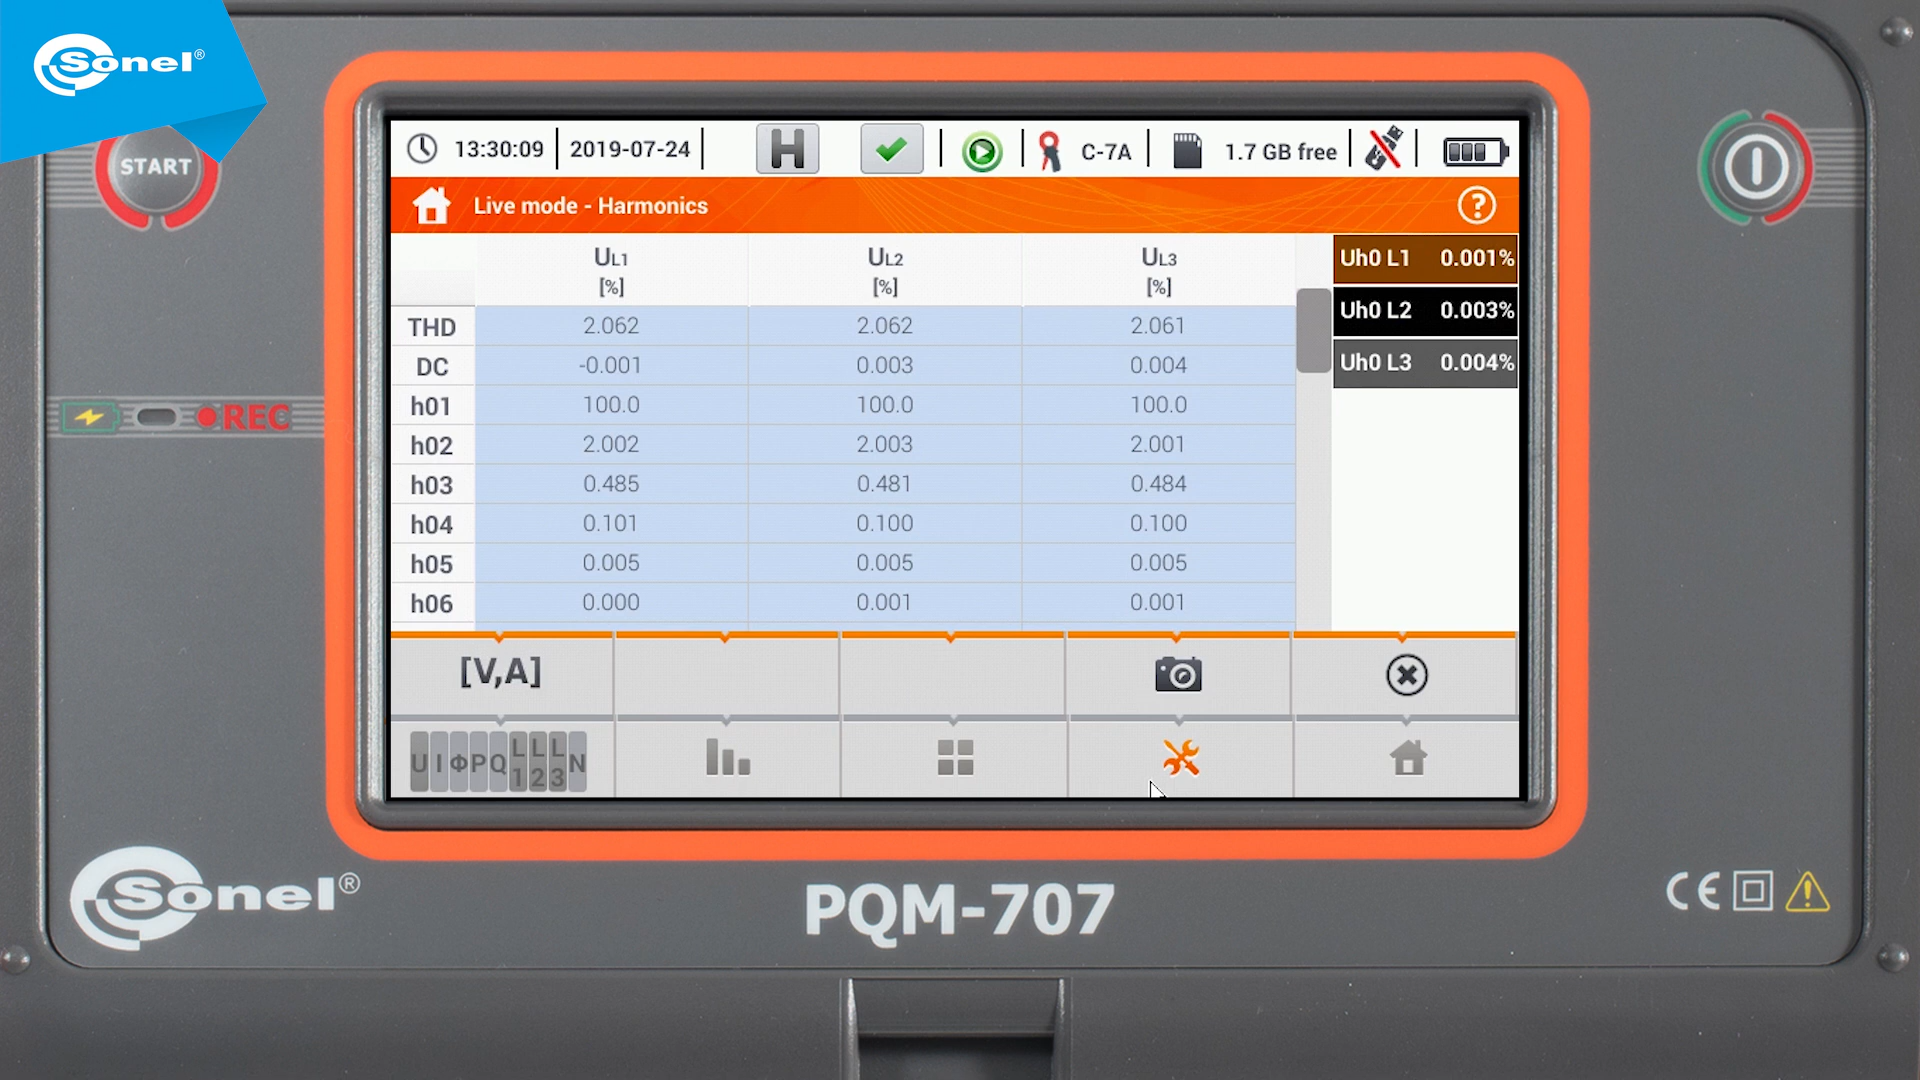 Sonel®
START
13:30:09 2019-07-24 H C-7A 1.7 GB free
Live mode - Harmonics ?
UL1 UL2 UL3
[%] [%] [%]
THD 2.062 2.062 2.061
DC -0.001 0.003 0.004
h01 100.0 100.0 100.0
h02 2.002 2.003 2.001
h03 0.485 0.481 0.484
h04 0.101 0.100 0.100
h05 0.005 0.005 0.005
h06 0.000 0.001 0.001
Uh0 L1 0.001%
Uh0 L2 0.003%
Uh0 L3 0.004%
REC
[V,A]
U I Φ P Q L1 L2 L3 N
Sonel®
PQM-707
CE